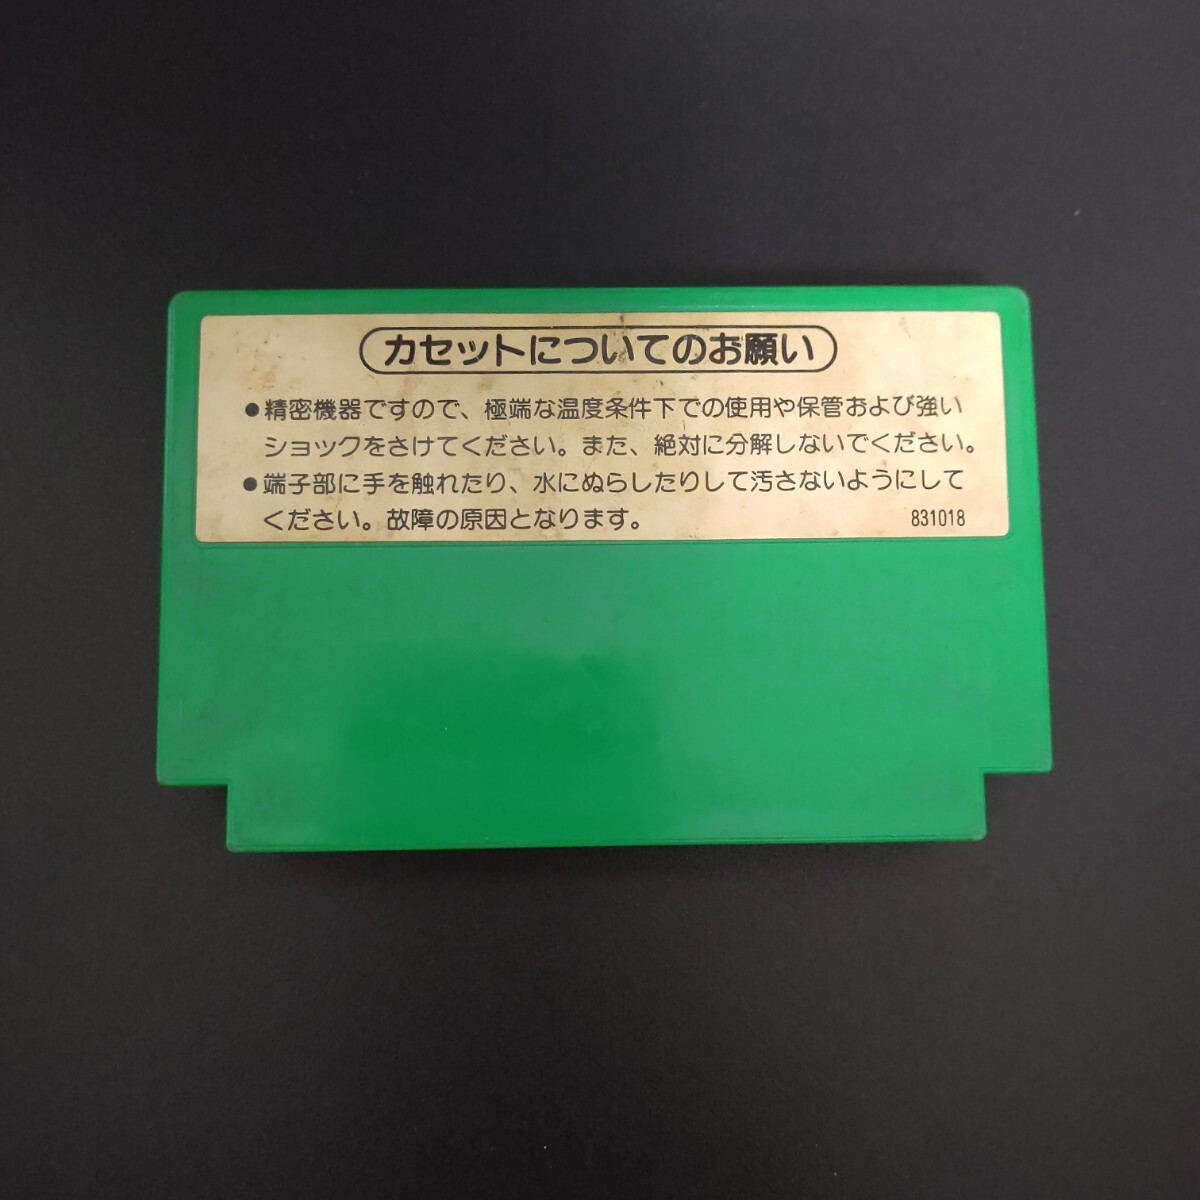 カセットについてのお願い
●精密機器ですので、極端な温度条件下での使用や保管および強い
ショックをさけてください。また、絶対に分解しないでください。
●端子部に手を触れたり、水にぬらしたりして汚さないようにして
ください。故障の原因となります。 831018